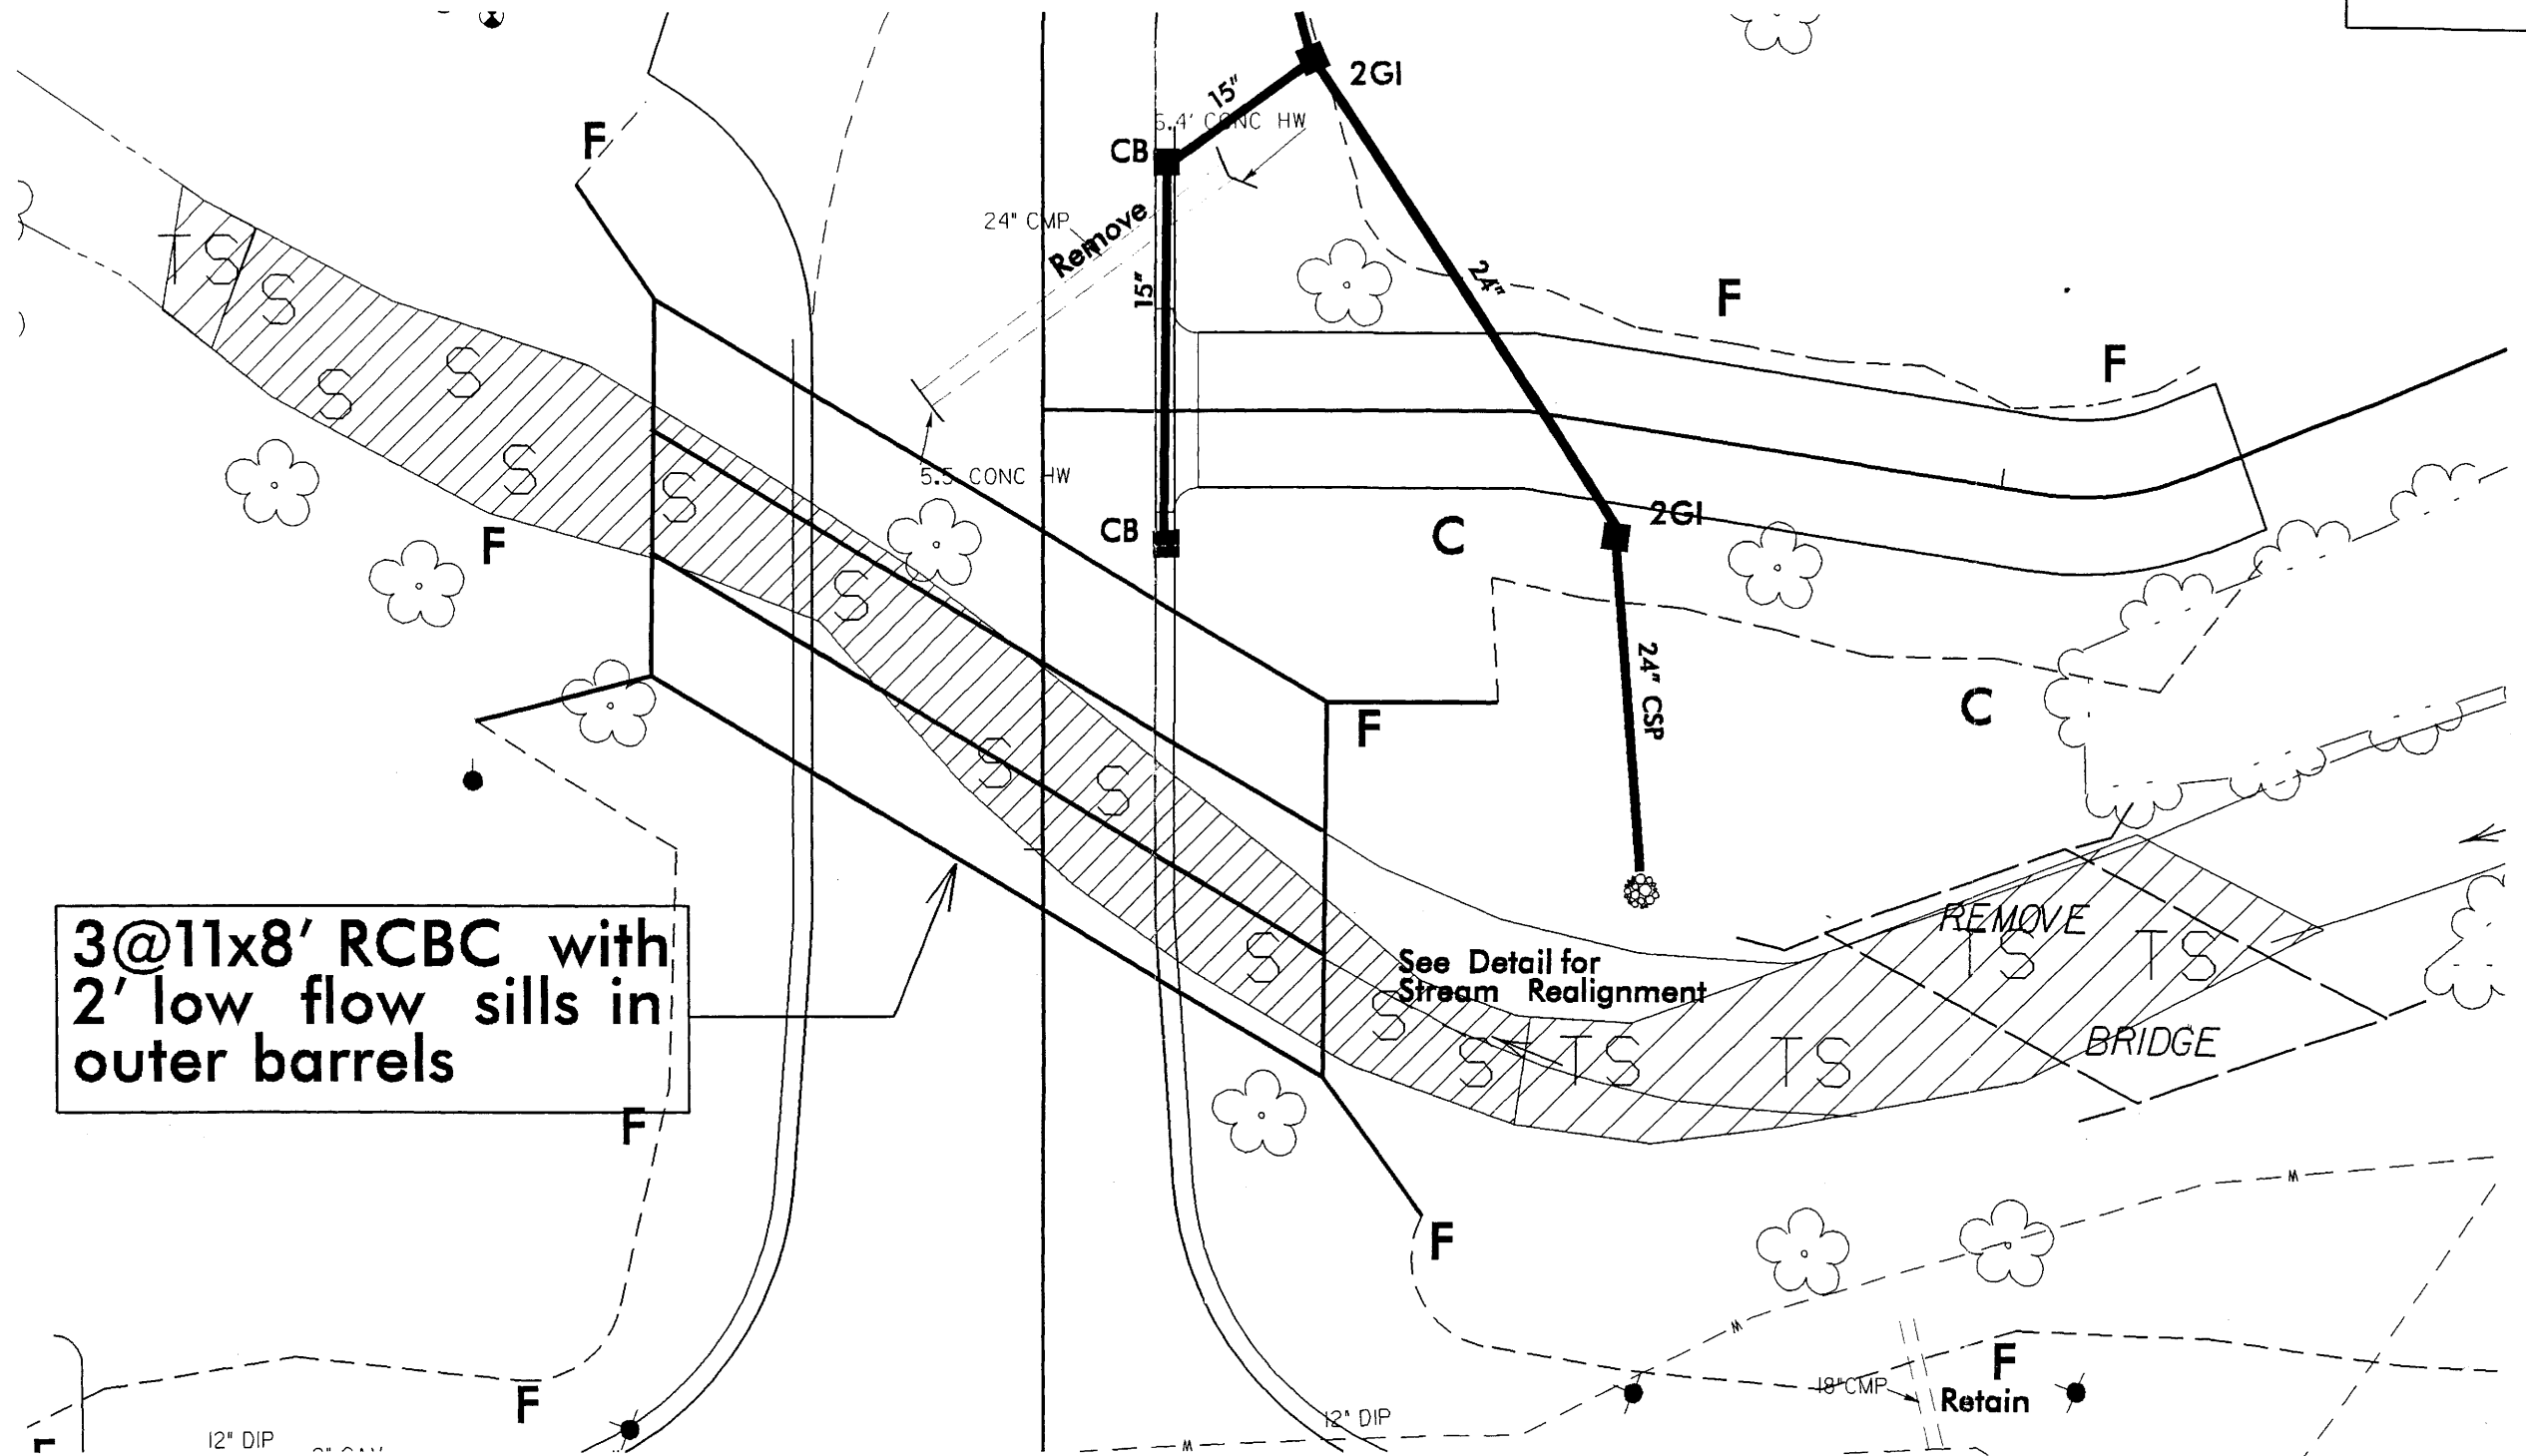 2GI
15"
5.4' CONC HW
F
CB
24" CMP
Remove
TS
S
15"
24"
F
S
S
F
5.5 CONC HW
S
S
2GI
C
CB
F
S
24" CSP
C
F
S
S
3@11x8' RCBC with
2' low flow sills in
outer barrels
REMOVE
S
See Detail for
Stream Realignment
TS
TS
S
S
TS
TS
BRIDGE
F
W
F
W
F
18"CMP
Retain
F
12" DIP
12" DIP
W